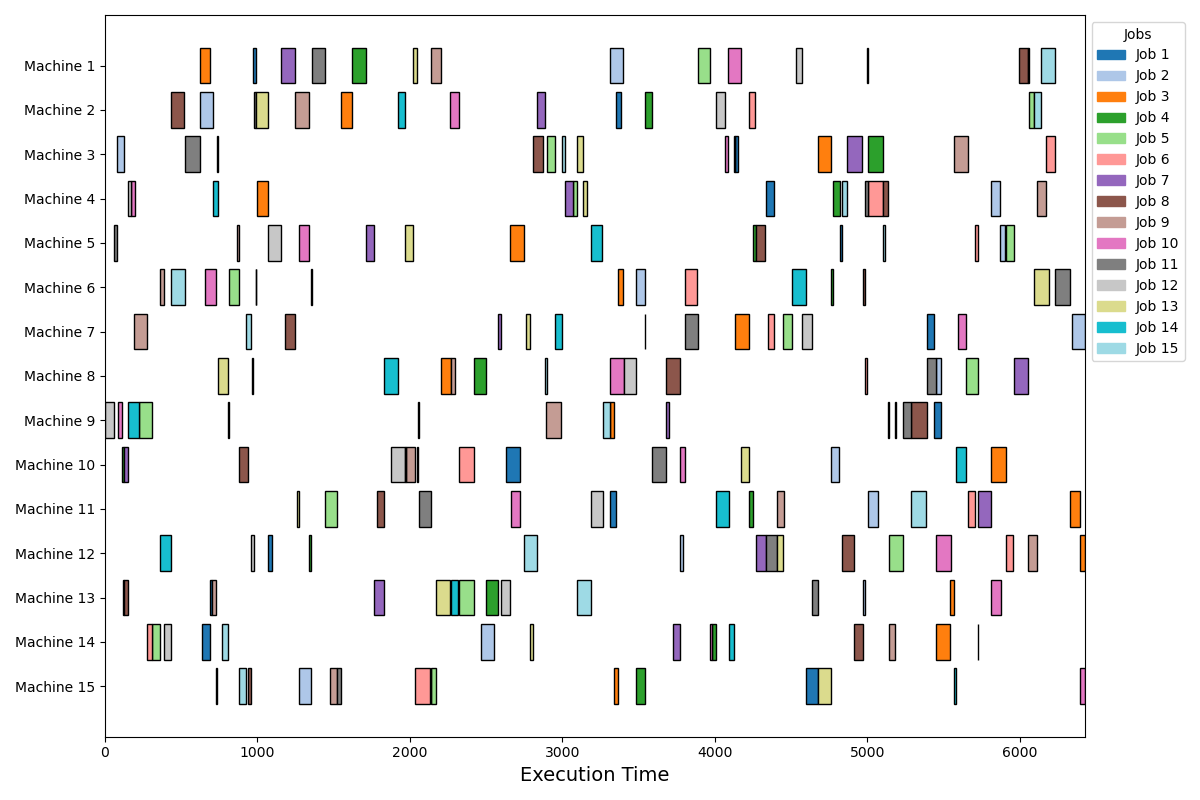 Machine 1
Machine 2
Machine 3
Machine 4
Machine 5
Machine 6
Machine 7
Machine 8
Machine 9
Machine 10
Machine 11
Machine 12
Machine 13
Machine 14
Machine 15
0 1000 2000 3000 4000 5000 6000
Execution Time
Jobs
Job 1
Job 2
Job 3
Job 4
Job 5
Job 6
Job 7
Job 8
Job 9
Job 10
Job 11
Job 12
Job 13
Job 14
Job 15